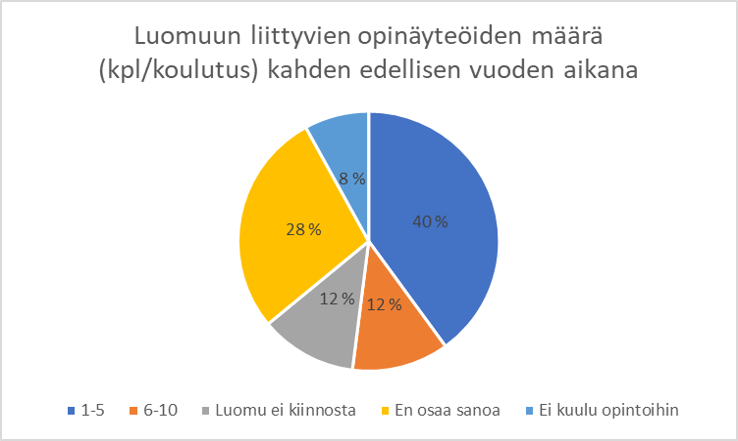 Luomuun liittyvien opinäyteöiden määrä
(kpl/koulutus) kahden edellisen vuoden aikana
8 %
40 %
28 %
12 %
12 %
1-5
6-10
Luomu ei kiinnosta
En osaa sanoa
Ei kuulu opintoihin